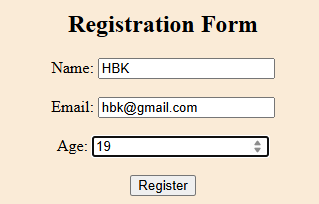 Registration Form
Name: HBK
Email: hbk@gmail.com
Age: 19
Register